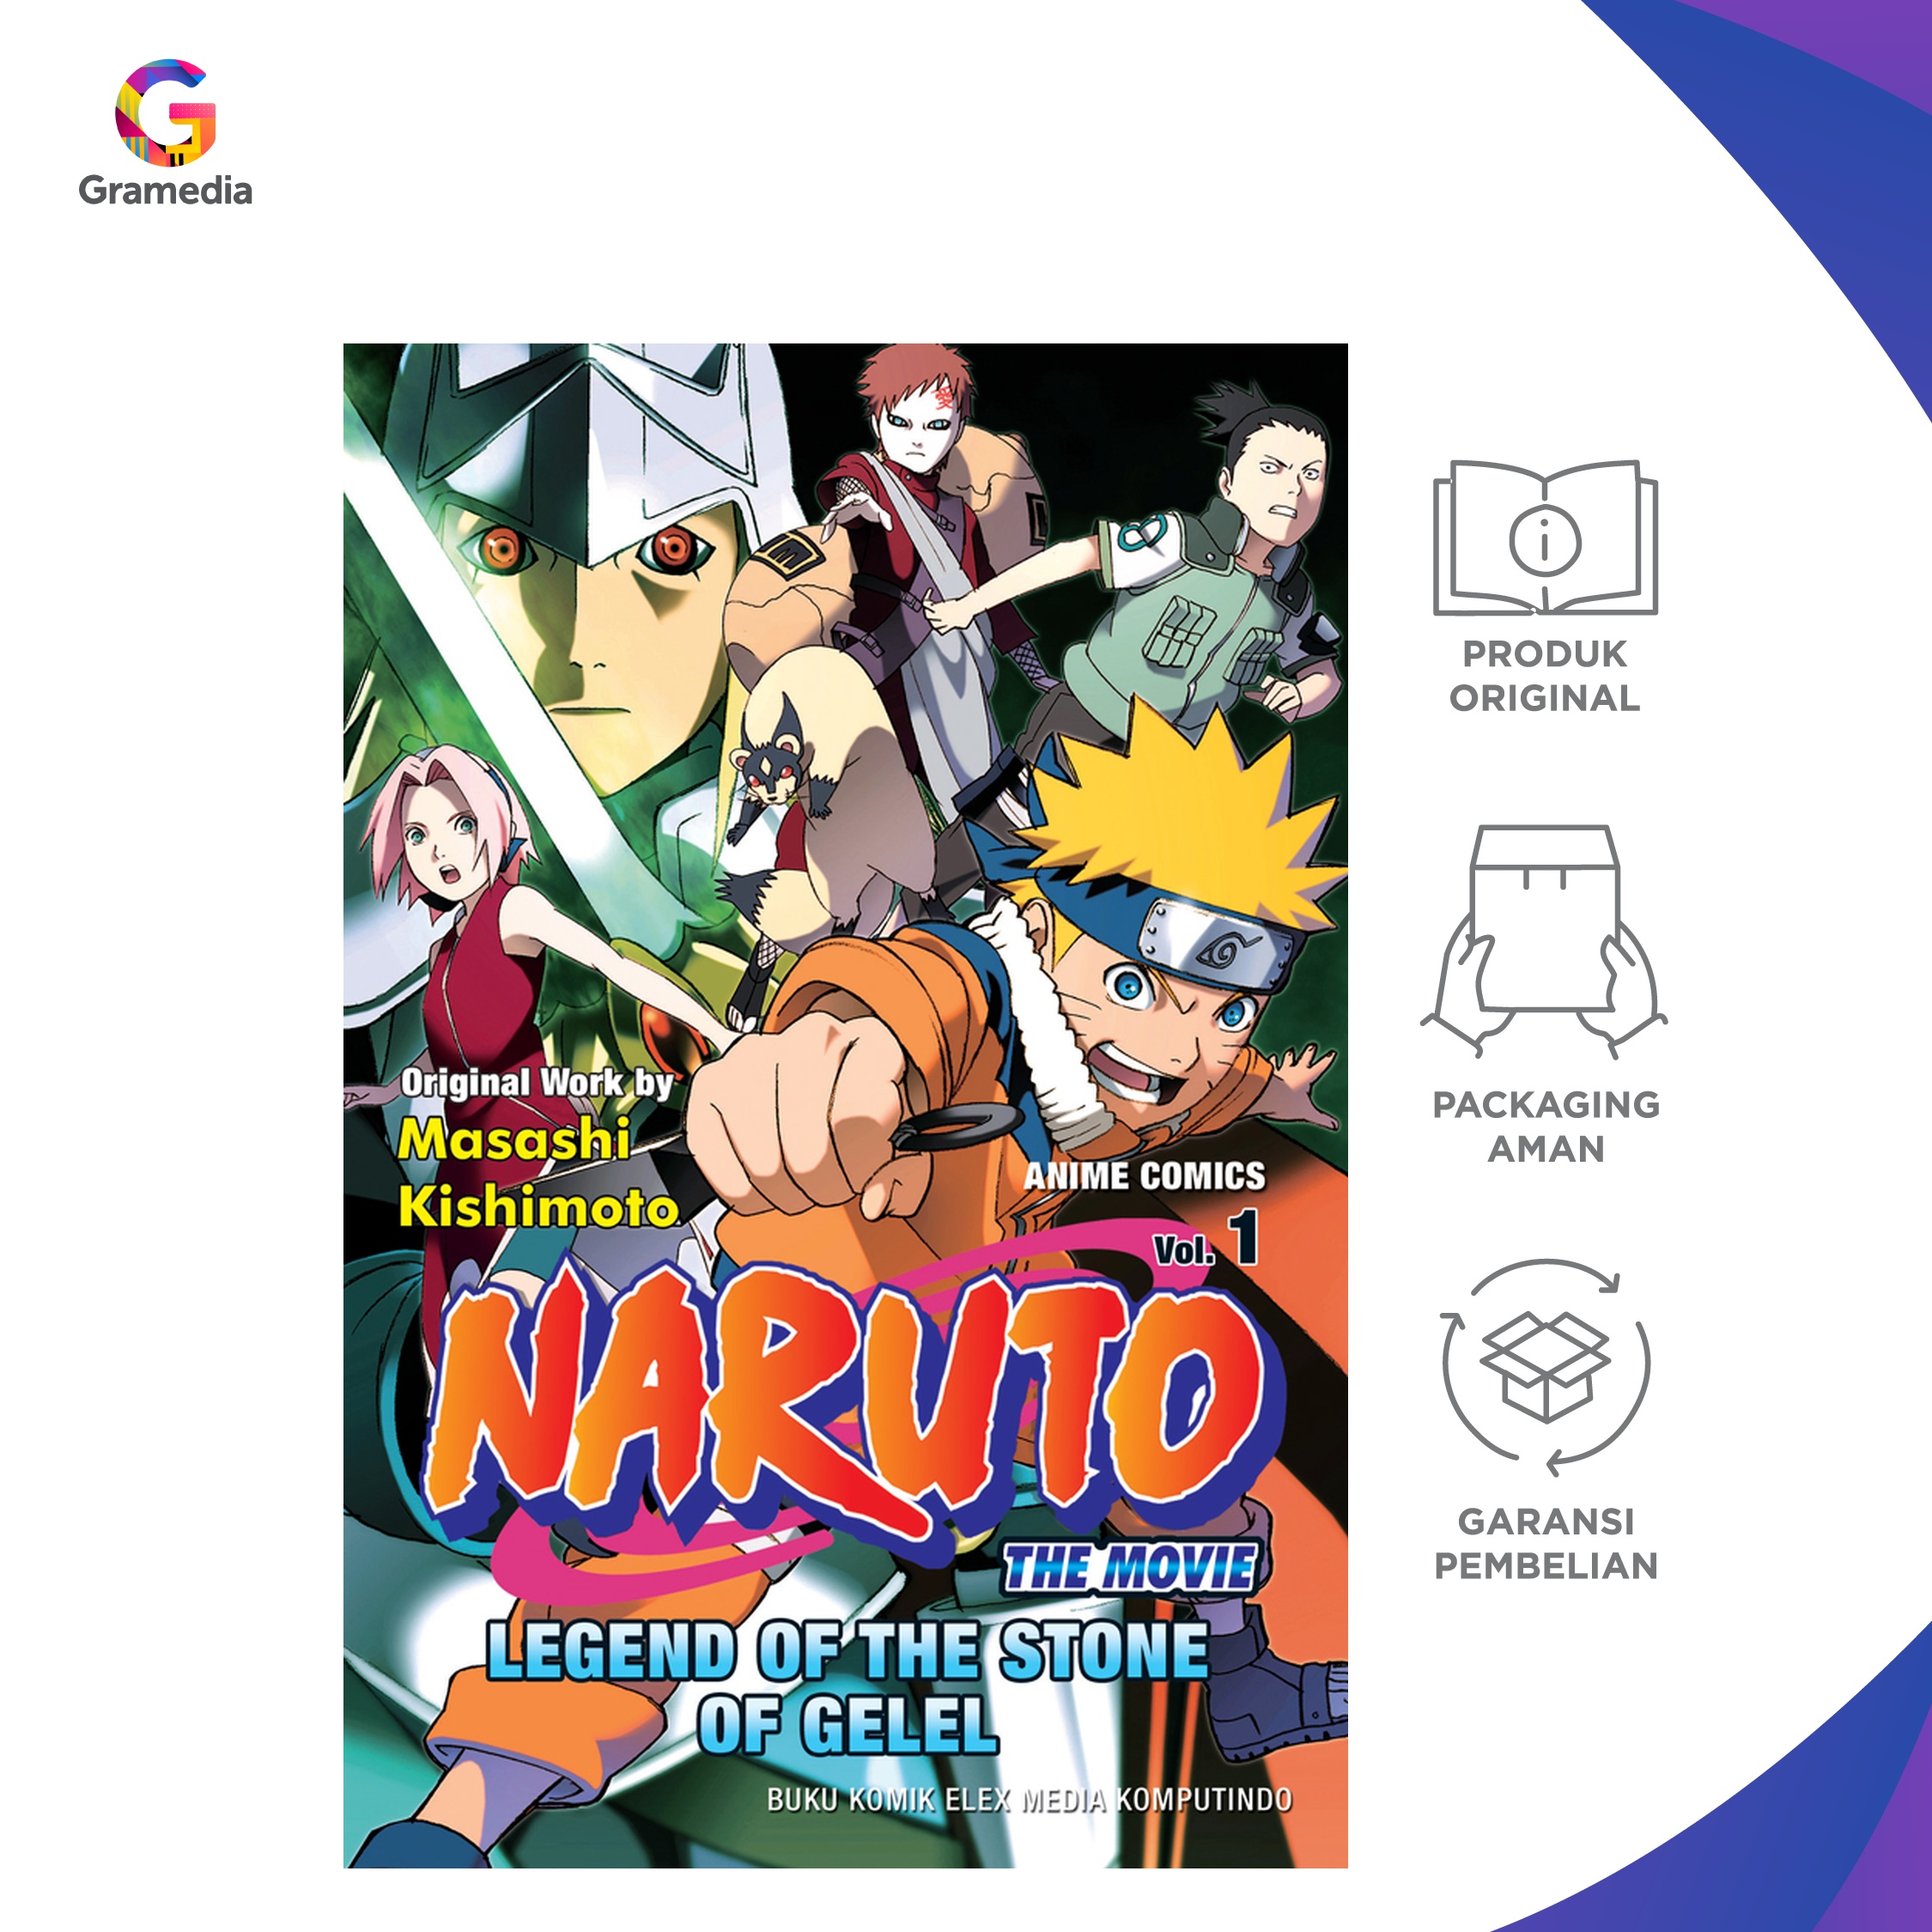 Gramedia
Original Work by
Masashi
Kishimoto
ANIME COMICS
Vol. 1
NARUTO
THE MOVIE
LEGEND OF THE STONE
OF GELEL
BUKU KOMIK ELEX MEDIA KOMPUTINDO
PRODUK
ORIGINAL
PACKAGING
AMAN
GARANSI
PEMBELIAN
愛